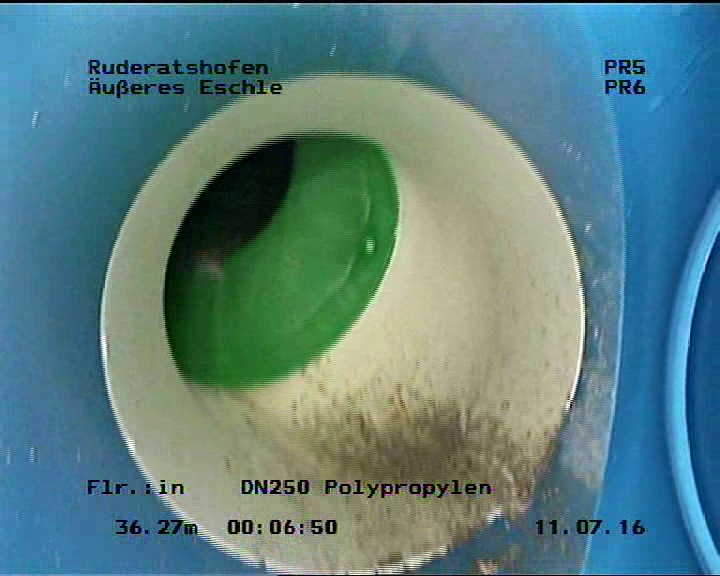 Ruderatshofen PR5
Äußeres Eschle PR6
Flr.:in DN250 Polypropylen
36.27m 00:06:50 11.07.16